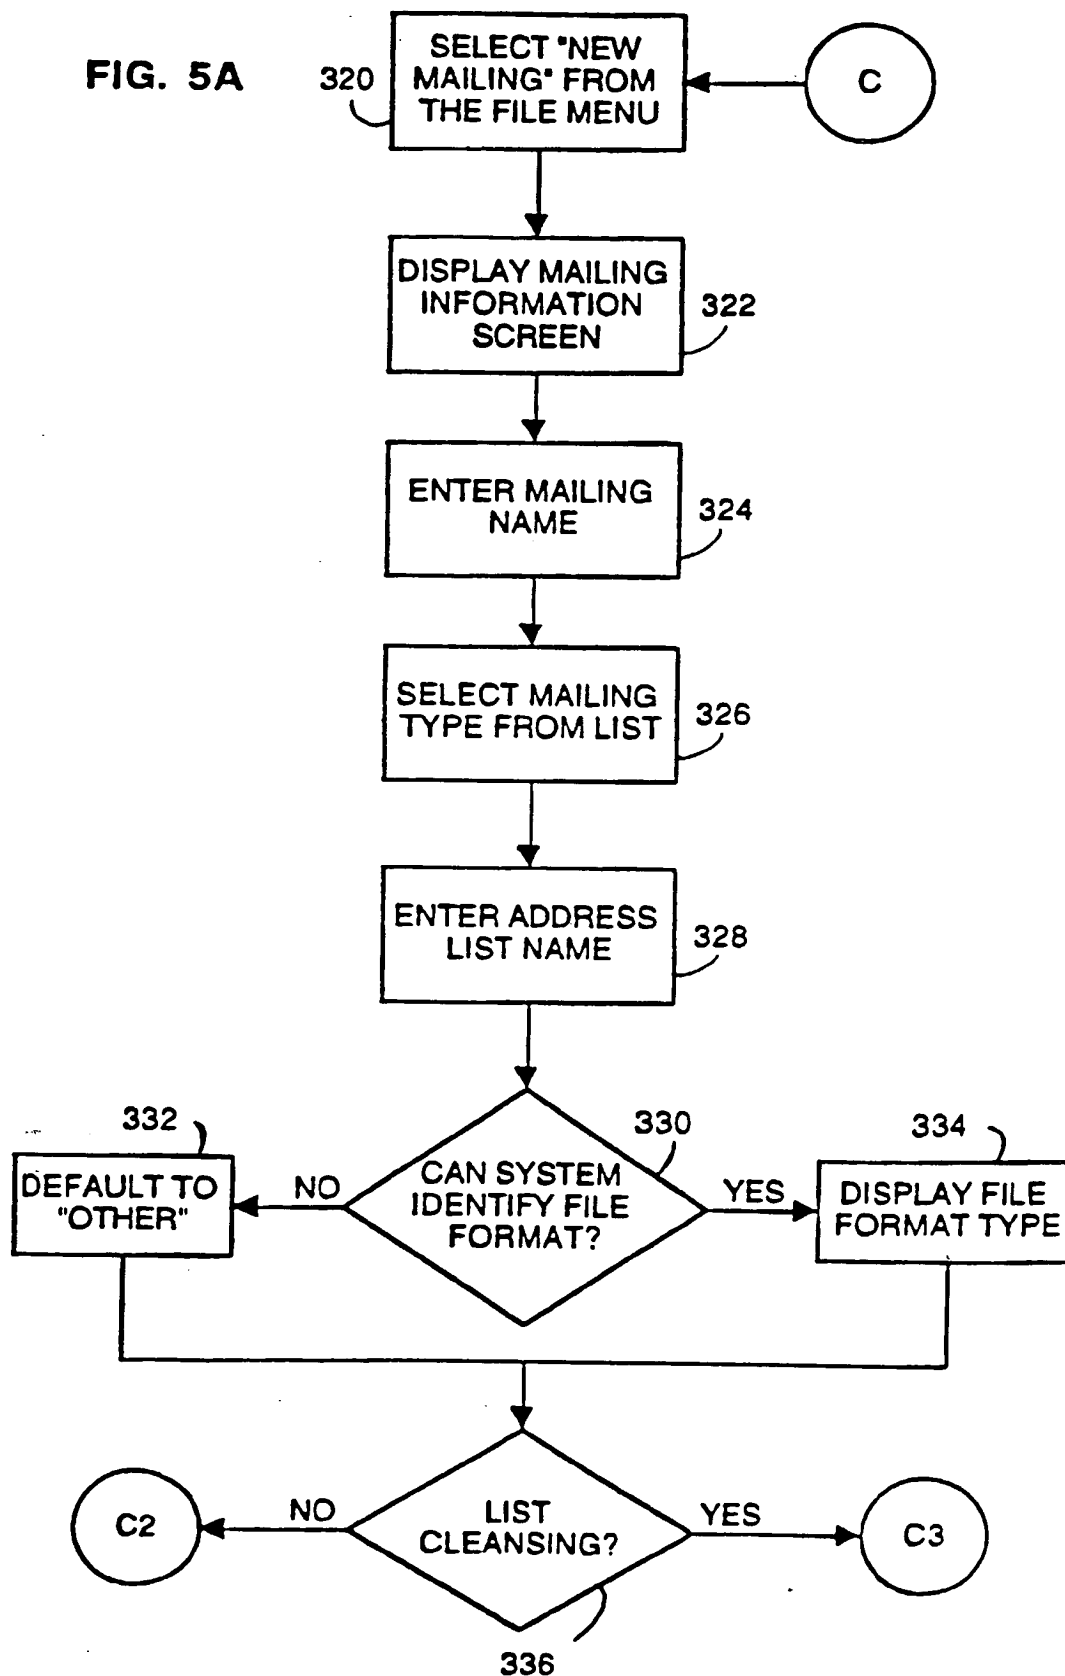 FIG. 5A
320
SELECT "NEW
MAILING" FROM
THE FILE MENU
C
DISPLAY MAILING
INFORMATION
SCREEN
322
ENTER MAILING
NAME
324
SELECT MAILING
TYPE FROM LIST
326
ENTER ADDRESS
LIST NAME
328
332
330
334
DEFAULT TO
"OTHER"
NO
CAN SYSTEM
IDENTIFY FILE
FORMAT?
YES
DISPLAY FILE
FORMAT TYPE
C2
NO
LIST
CLEANSING?
YES
C3
336